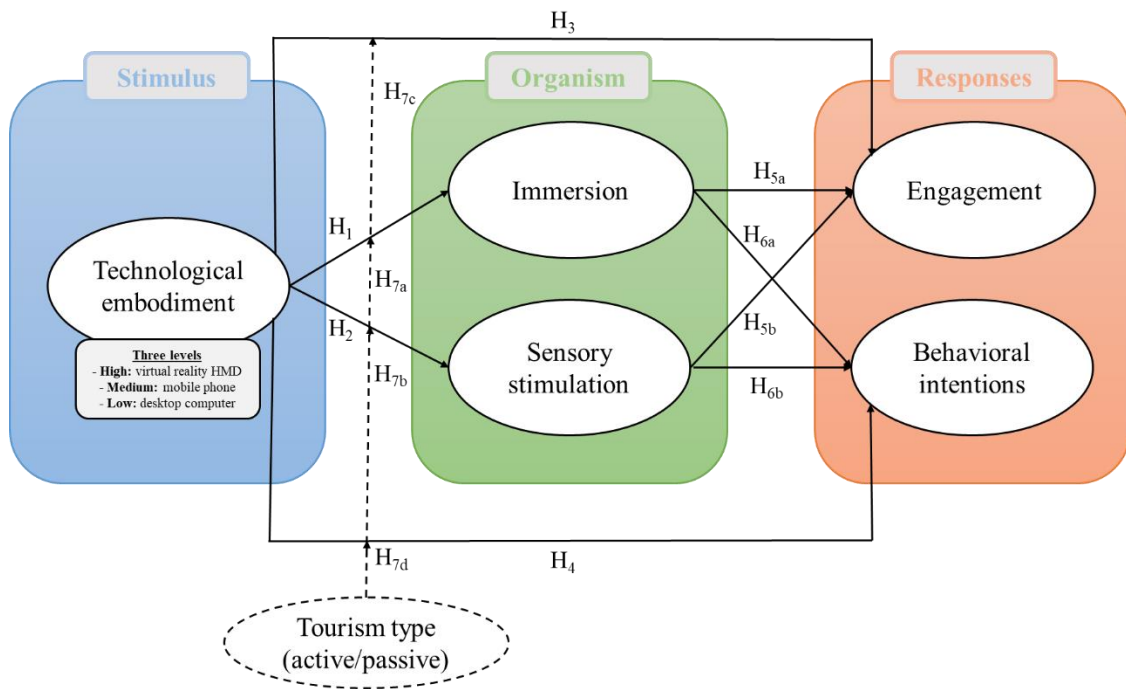 H3
Stimulus
Organism
Responses
H7c
Immersion
H5a
Engagement
H1
H6a
Technological
embodiment
H7a
H2
H5b
Three levels
- High: virtual reality HMD
- Medium: mobile phone
- Low: desktop computer
H7b
Sensory
stimulation
H6b
Behavioral
intentions
H7d
H4
Tourism type
(active/passive)